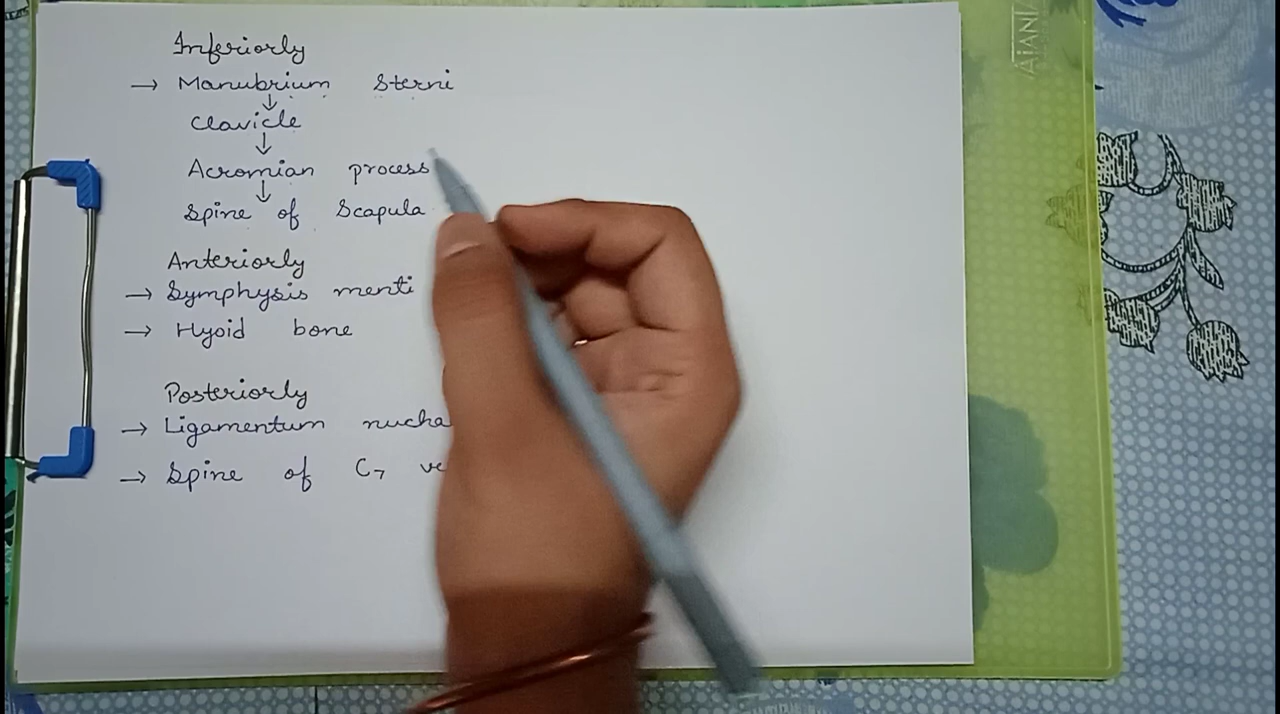 Inferiorly
→ Manubrium Sterni
↓
Clavicle
↓
Acromian process
↓
Spine of Scapula
Anteriorly
→ Symphysis menti
→ Hyoid bone
Posteriorly
→ Ligamentum nucha
→ Spine of C7